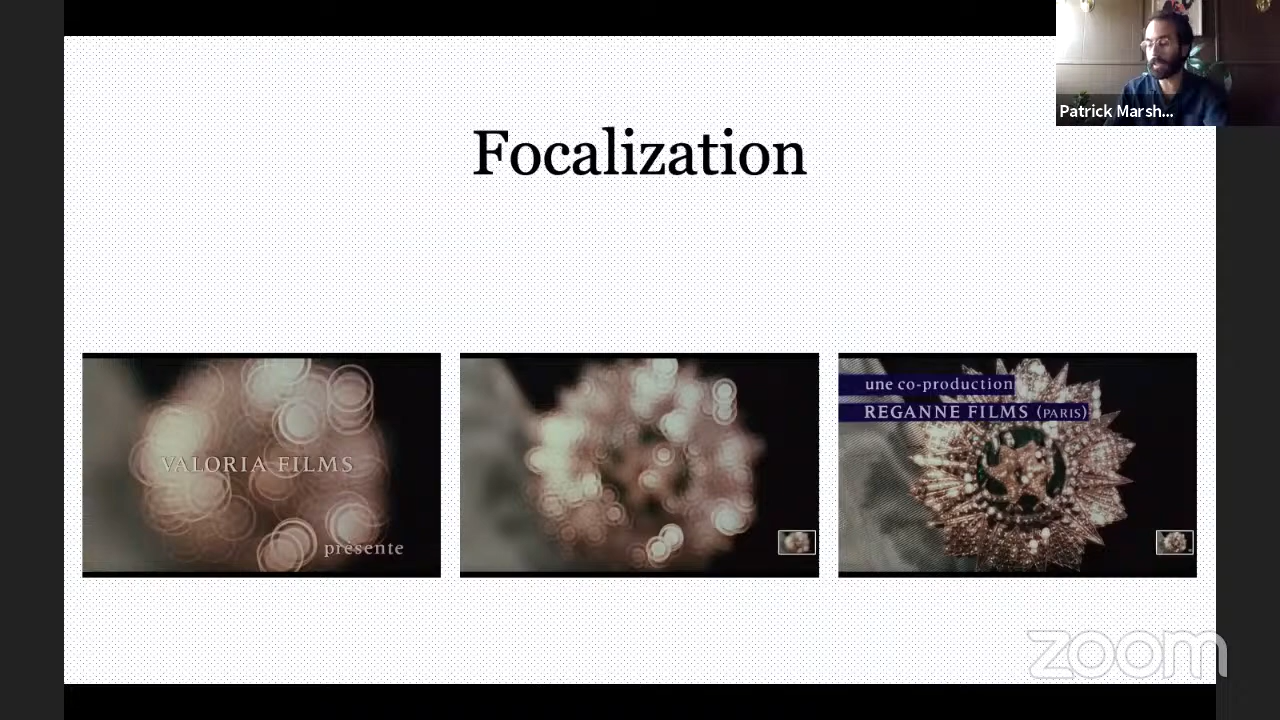 Patrick Marsh...
Focalization
VALORIA FILMS
présente
une co-production
REGANNE FILMS (PARIS)
zoom